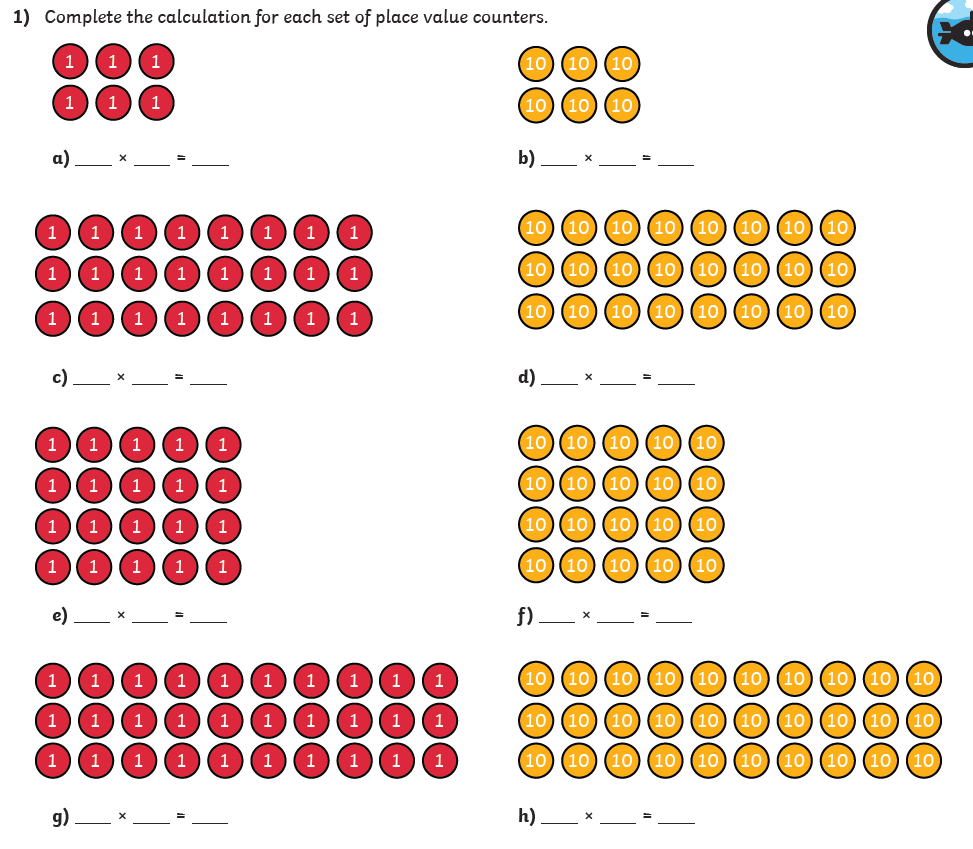 1) Complete the calculation for each set of place value counters.
1 1 1 10 10 10
1 1 1 10 10 10
a) ____ × ____ = ____ b) ____ × ____ = ____
1 1 1 1 1 1 1 1 10 10 10 10 10 10 10 10
1 1 1 1 1 1 1 1 10 10 10 10 10 10 10 10
1 1 1 1 1 1 1 1 10 10 10 10 10 10 10 10
c) ____ × ____ = ____ d) ____ × ____ = ____
1 1 1 1 1 10 10 10 10 10
1 1 1 1 1 10 10 10 10 10
1 1 1 1 1 10 10 10 10 10
1 1 1 1 1 10 10 10 10 10
e) ____ × ____ = ____ f) ____ × ____ = ____
1 1 1 1 1 1 1 1 1 1 10 10 10 10 10 10 10 10 10 10
1 1 1 1 1 1 1 1 1 1 10 10 10 10 10 10 10 10 10 10
1 1 1 1 1 1 1 1 1 1 10 10 10 10 10 10 10 10 10 10
g) ____ × ____ = ____ h) ____ × ____ = ____